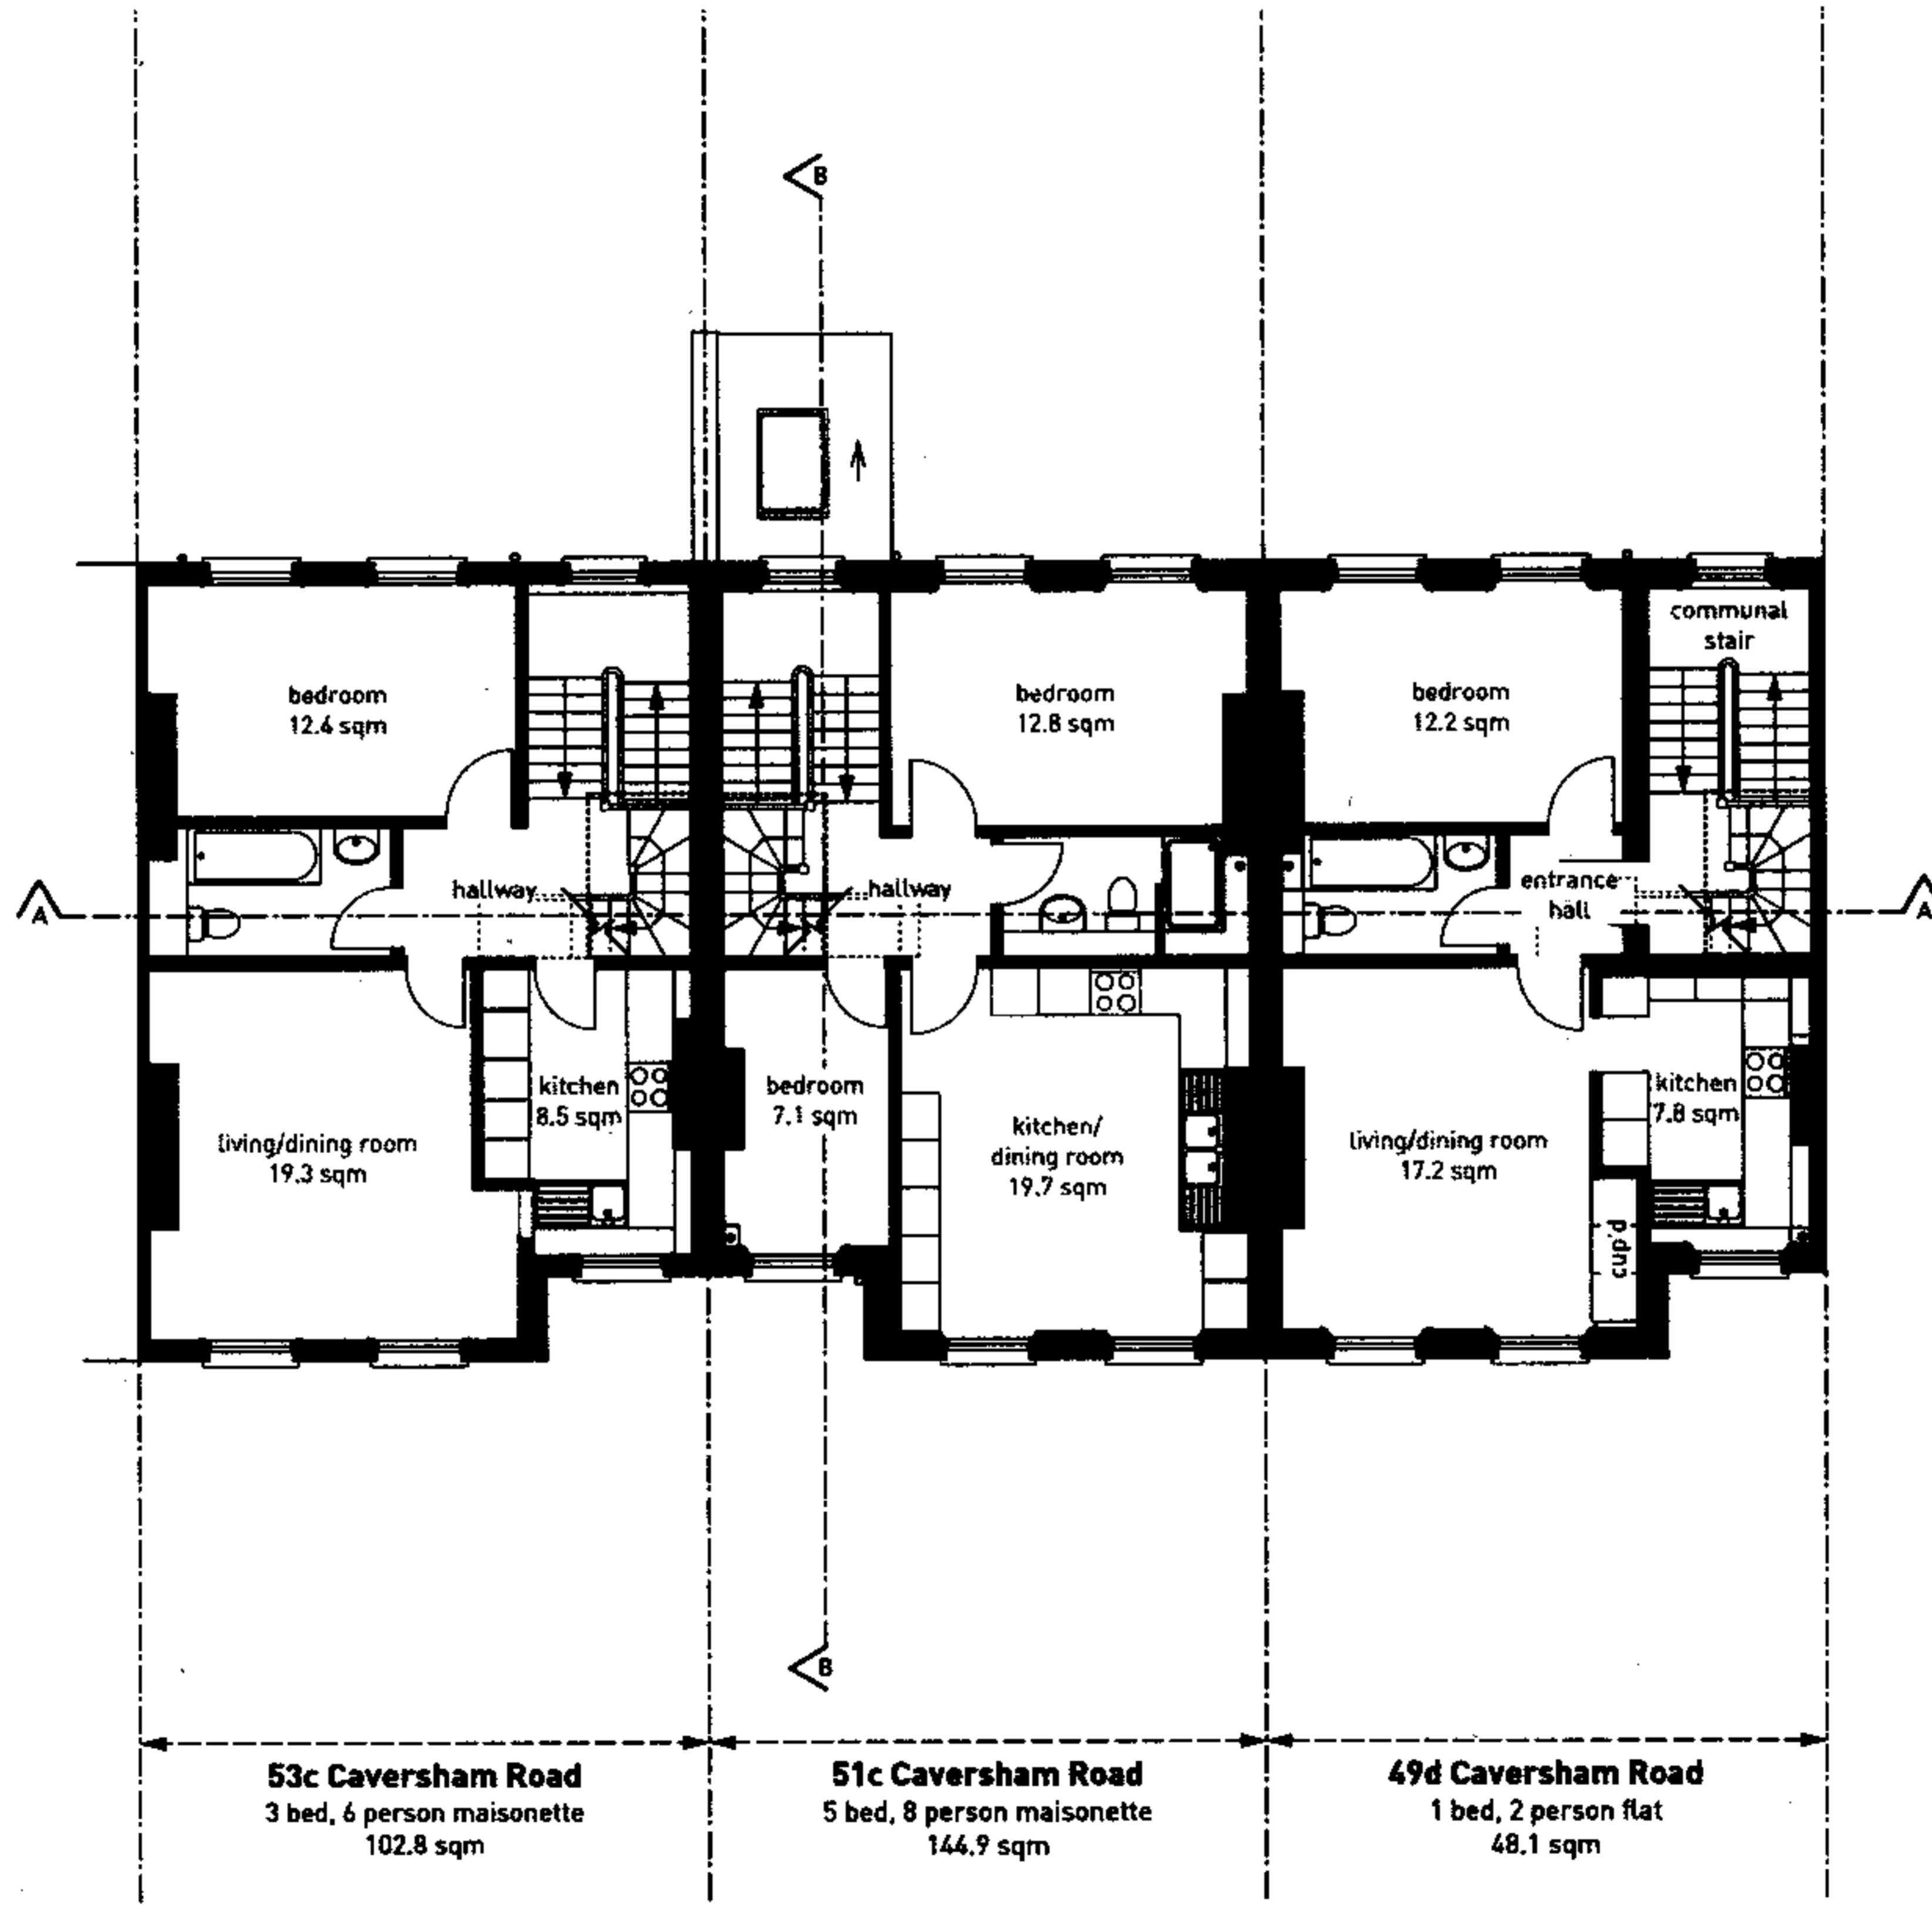 B
communal
stair
bedroom
12.4 sqm
bedroom
12.8 sqm
bedroom
12.2 sqm
A
hallway
hallway
entrance
hall
A
living/dining room
19.3 sqm
kitchen
8.5 sqm
bedroom
7.1 sqm
kitchen/
dining room
19.7 sqm
living/dining room
17.2 sqm
kitchen
7.8 sqm
cup'd
B
53c Caversham Road
3 bed, 6 person maisonette
102.8 sqm
51c Caversham Road
5 bed, 8 person maisonette
144.9 sqm
49d Caversham Road
1 bed, 2 person flat
48.1 sqm